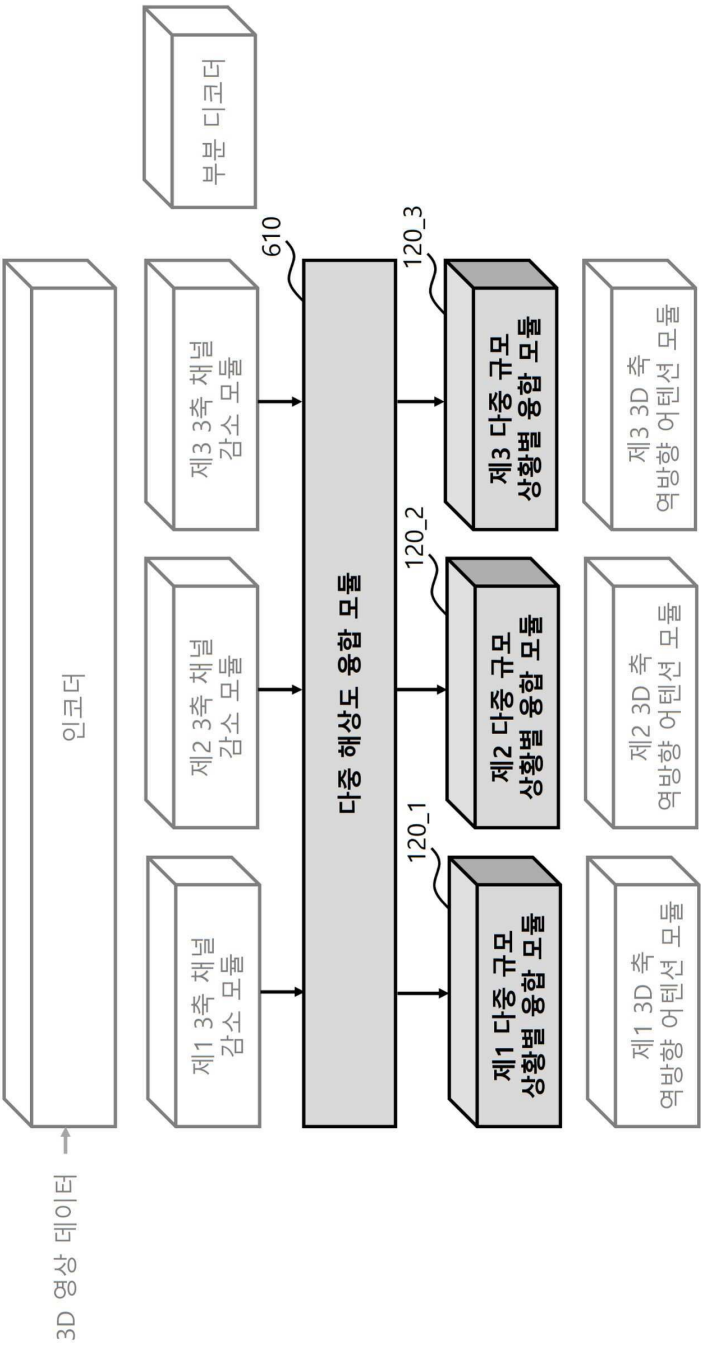 3D 영상 데이터
인코더
제1 3축 채널
감소 모듈
제2 3축 채널
감소 모듈
제3 3축 채널
감소 모듈
부분 디코더
610
다중 해상도 융합 모듈
120_1
제1 다중 규모
상황별 융합 모듈
120_2
제2 다중 규모
상황별 융합 모듈
120_3
제3 다중 규모
상황별 융합 모듈
제1 3D 축
역방향 어텐션 모듈
제2 3D 축
역방향 어텐션 모듈
제3 3D 축
역방향 어텐션 모듈